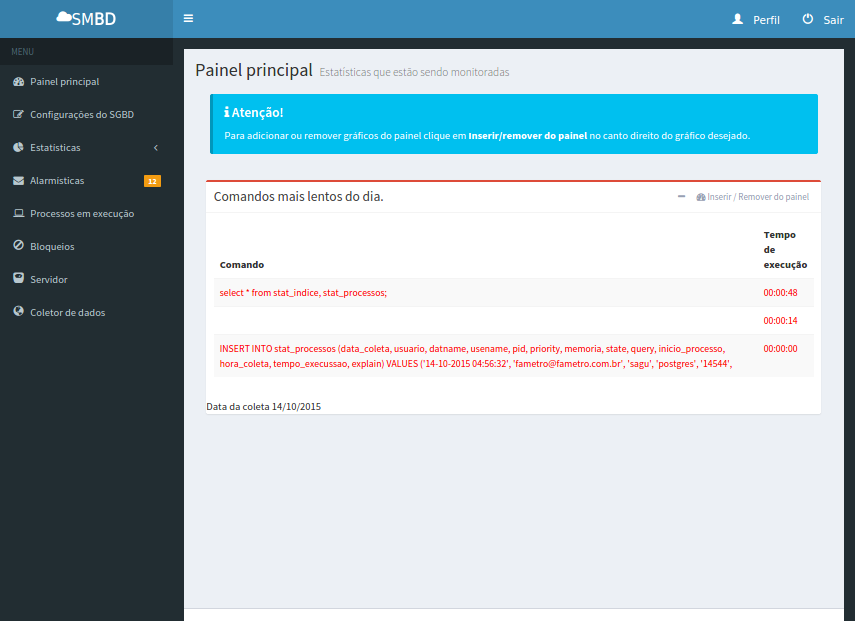 SMBD
Perfil
Sair
MENU
Painel principal
Configurações do SGBD
Estatísticas
Alarmísticas
12
Processos em execução
Bloqueios
Servidor
Coletor de dados
Painel principal Estatísticas que estão sendo monitoradas
Atenção!
Para adicionar ou remover gráficos do painel clique em Inserir/remover do painel no canto direito do gráfico desejado.
Comandos mais lentos do dia.
Inserir / Remover do painel
Comando
Tempo
de
execução
select * from stat_indice, stat_processos;
00:00:48
00:00:14
INSERT INTO stat_processos (data_coleta, usuario, datname, usename, pid, priority, memoria, state, query, inicio_processo,
hora_coleta, tempo_execussao, explain) VALUES ('14-10-2015 04:56:32', 'fametro@fametro.com.br', 'sagu', 'postgres', '14544',
00:00:00
Data da coleta 14/10/2015